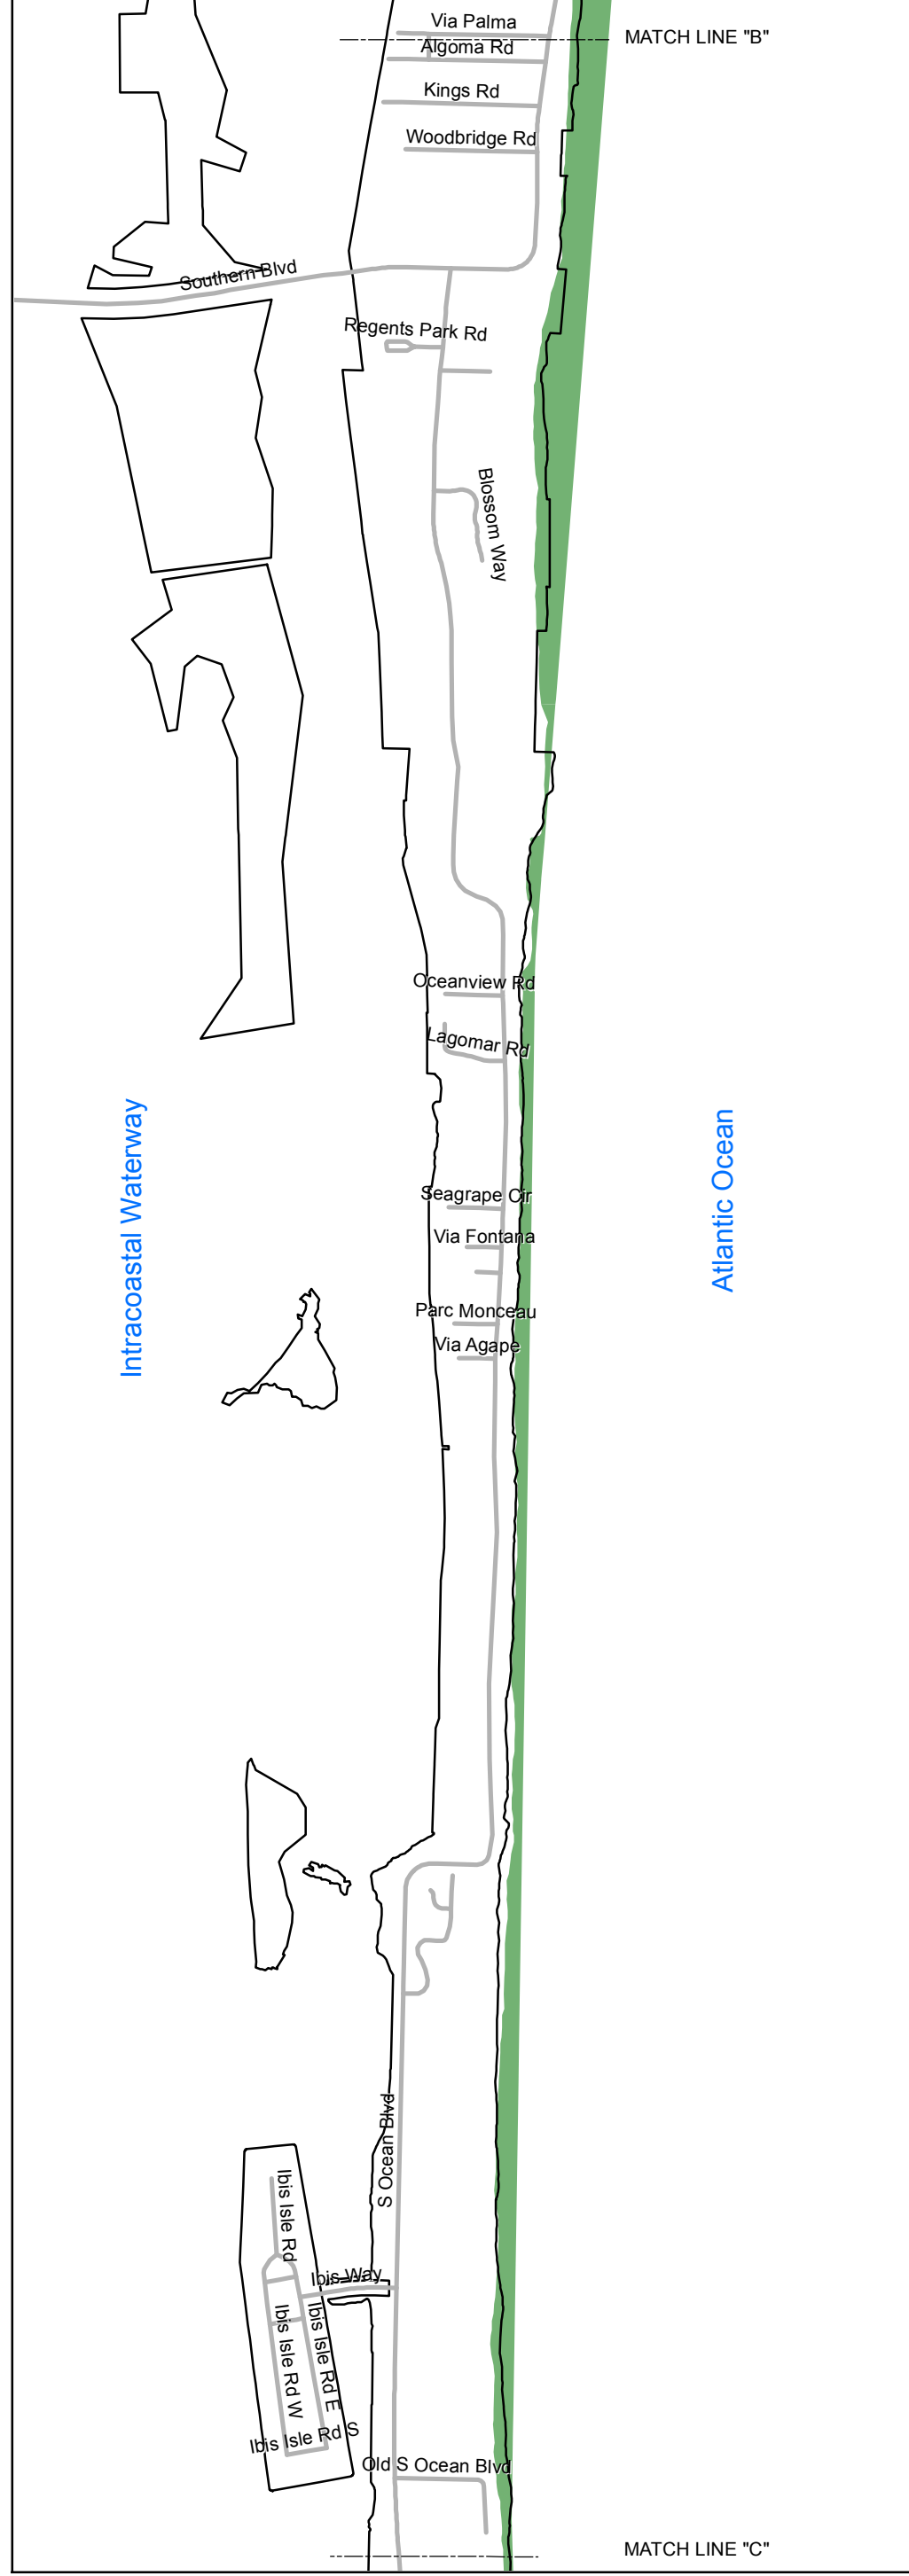 Via Palma
MATCH LINE "B"
Algoma Rd
Kings Rd
Woodbridge Rd
Southern Blvd
Regents Park Rd
Blossom Way
Oceanview Rd
Lagomar Rd
Intracoastal Waterway
Atlantic Ocean
Seagrape Cir
Via Fontana
Parc Monceau
Via Agape
S Ocean Blvd
Ibis Isle Rd
Ibis Way
Ibis Isle Rd W
Ibis Isle Rd E
Ibis Isle Rd S
Old S Ocean Blvd
MATCH LINE "C"